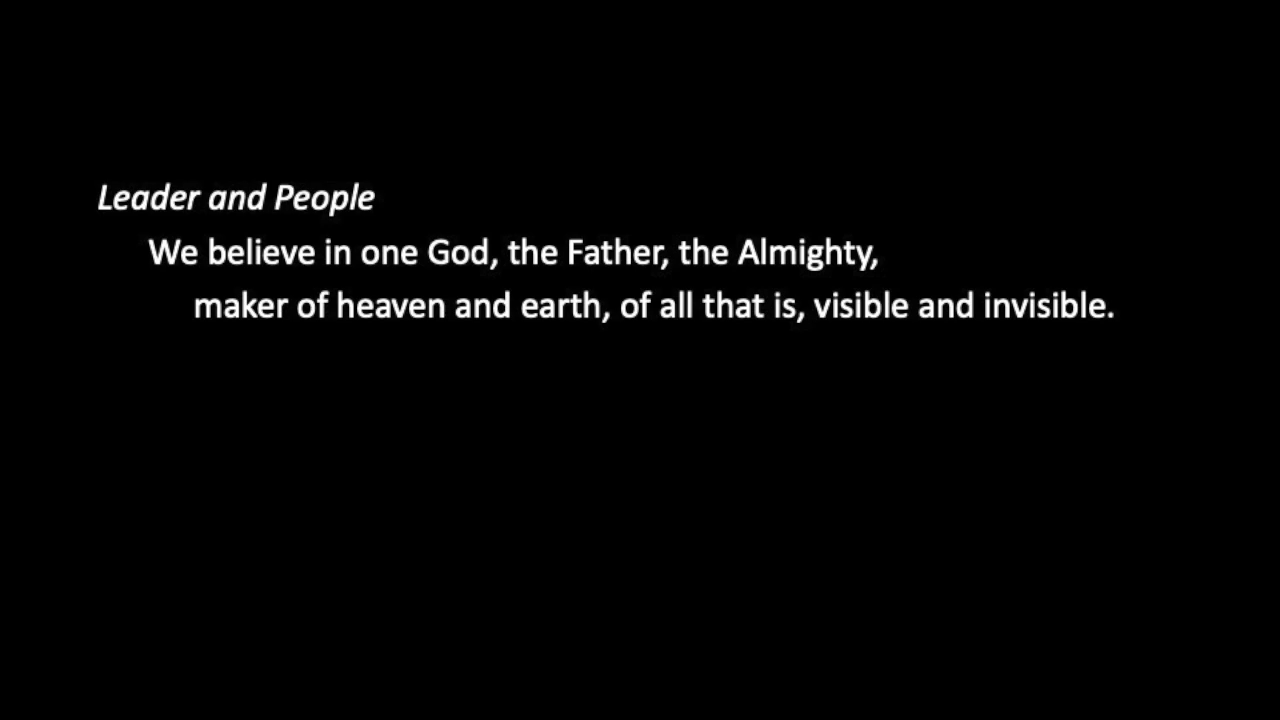 Leader and People
We believe in one God, the Father, the Almighty,
maker of heaven and earth, of all that is, visible and invisible.